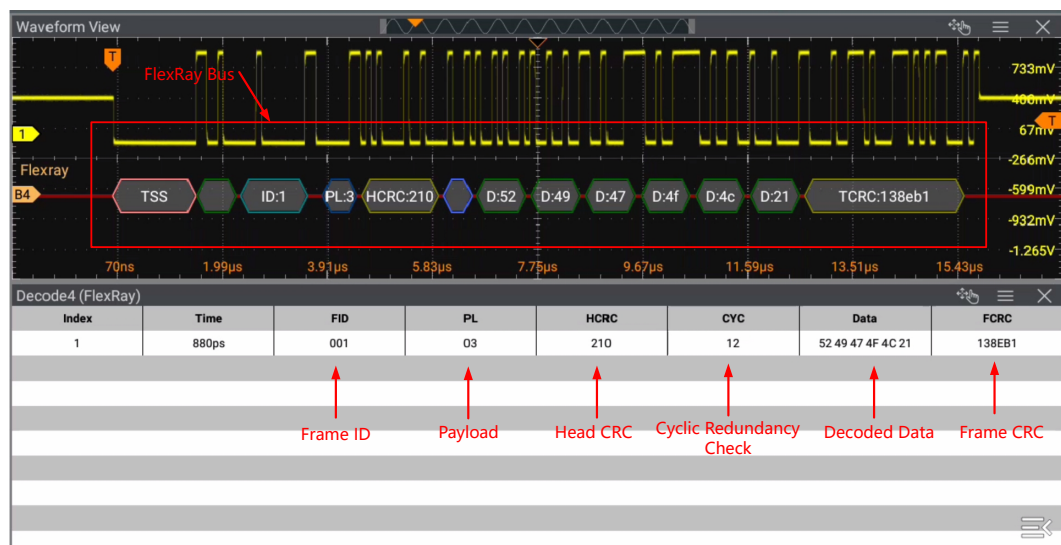 Waveform View
T
FlexRay Bus
733mV
400mV
T
1
67mV
-266mV
Flexray
B4
TSS
ID:1
PL:3
HCRC:210
D:52
D:49
D:47
D:4f
D:4c
D:21
TCRC:138eb1
-599mV
-932mV
-1.265V
70ns
1.99μs
3.91μs
5.83μs
7.75μs
9.67μs
11.59μs
13.51μs
15.43μs
Decode4 (FlexRay)
Index Time FID PL HCRC CYC Data FCRC
1 880ps 001 03 210 12 52 49 47 4F 4C 21 138EB1
Frame ID
Payload
Head CRC
Cyclic Redundancy
Check
Decoded Data
Frame CRC